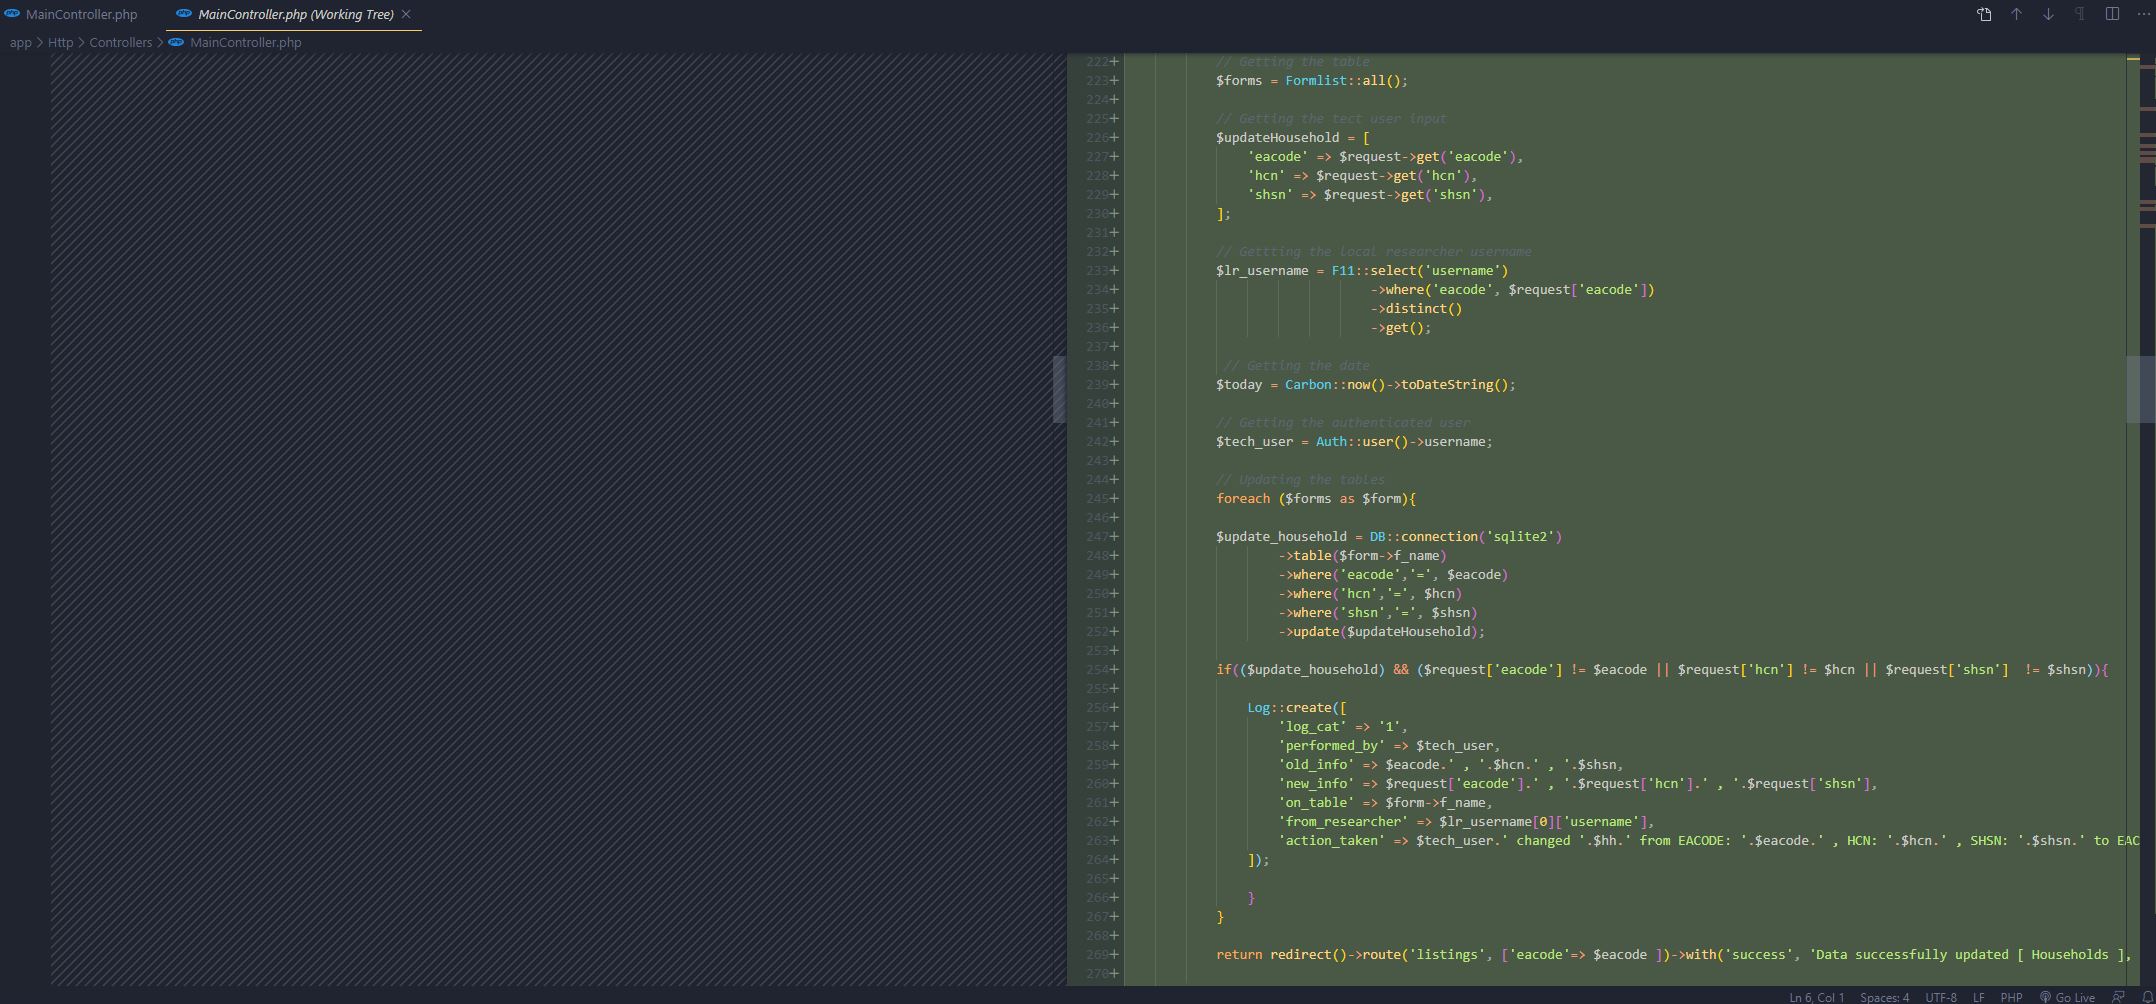 MainController.php
MainController.php (Working Tree)
app > Http > Controllers > MainController.php
222+ // Getting the table
223+ $forms = Formlist::all();
224+
225+ // Getting the tect user input
226+ $updateHousehold = [
227+ 'eacode' => $request->get('eacode'),
228+ 'hcn' => $request->get('hcn'),
229+ 'shsn' => $request->get('shsn'),
230+ ];
231+
232+ // Gettting the local researcher username
233+ $lr_username = F11::select('username')
234+ ->where('eacode', $request['eacode'])
235+ ->distinct()
236+ ->get();
237+
238+ // Getting the date
239+ $today = Carbon::now()->toDateString();
240+
241+ // Getting the authenticated user
242+ $tech_user = Auth::user()->username;
243+
244+ // Updating the tables
245+ foreach ($forms as $form){
246+
247+ $update_household = DB::connection('sqlite2')
248+ ->table($form->f_name)
249+ ->where('eacode','=', $eacode)
250+ ->where('hcn','=', $hcn)
251+ ->where('shsn','=', $shsn)
252+ ->update($updateHousehold);
253+
254+ if(($update_household) && ($request['eacode'] != $eacode || $request['hcn'] != $hcn || $request['shsn']  != $shsn)){
255+
256+ Log::create([
257+ 'log_cat' => '1',
258+ 'performed_by' => $tech_user,
259+ 'old_info' => $eacode.' , '.$hcn.' , '.$shsn,
260+ 'new_info' => $request['eacode'].' , '.$request['hcn'].' , '.$request['shsn'],
261+ 'on_table' => $form->f_name,
262+ 'from_researcher' => $lr_username[0]['username'],
263+ 'action_taken' => $tech_user.' changed '.$hh.' from EACODE: '.$eacode.' , HCN: '.$hcn.' , SHSN: '.$shsn.' to EAC
264+ ]);
265+
266+ }
267+ }
268+
269+ return redirect()->route('listings', ['eacode'=> $eacode ])->with('success', 'Data successfully updated [ Households ],
270+
Ln 6, Col 1 Spaces: 4 UTF-8 LF PHP Go Live